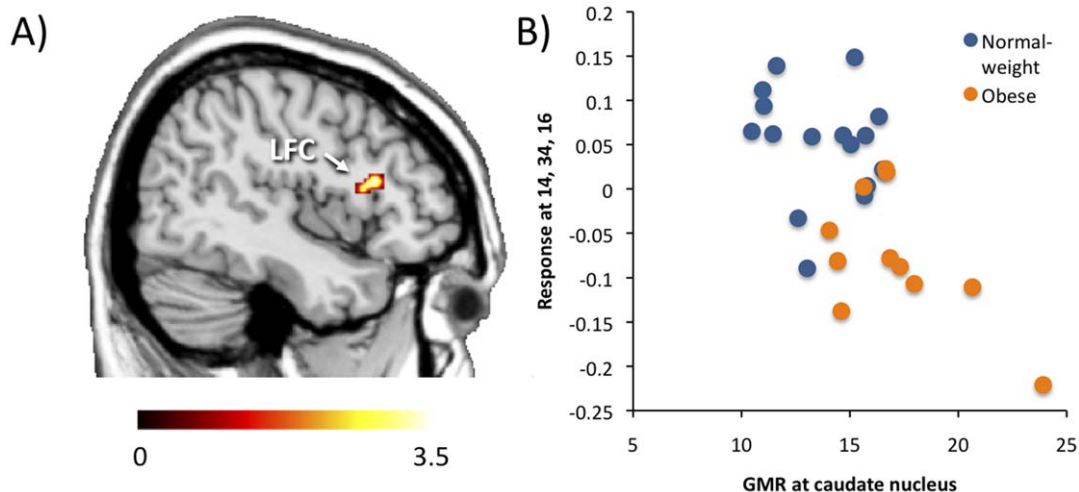 A)
LFC
0 3.5
B)
Response at 14, 34, 16
0.2
0.15
0.1
0.05
0
-0.05
-0.1
-0.15
-0.2
-0.25
5 10 15 20 25
GMR at caudate nucleus
Normal-
weight
Obese